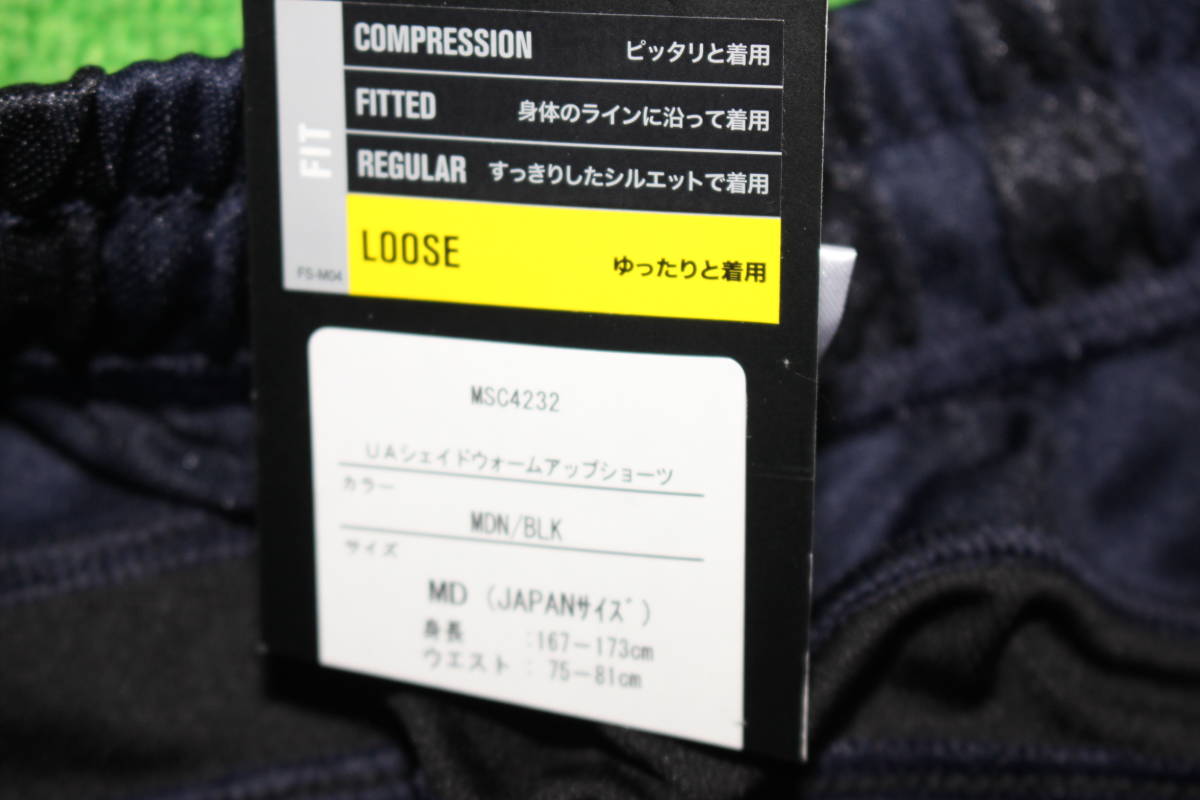 COMPRESSION ピッタリと着用
FITTED 身体のラインに沿って着用
REGULAR すっきりしたシルエットで着用
LOOSE ゆったりと着用
FIT
FS-M04
MSC4232
UAシェイドウォームアップショーツ
カラー
MDN/BLK
サイズ
MD (JAPANｻｲｽﾞ)
身長 :167－173cm
ウエスト : 75－81cm